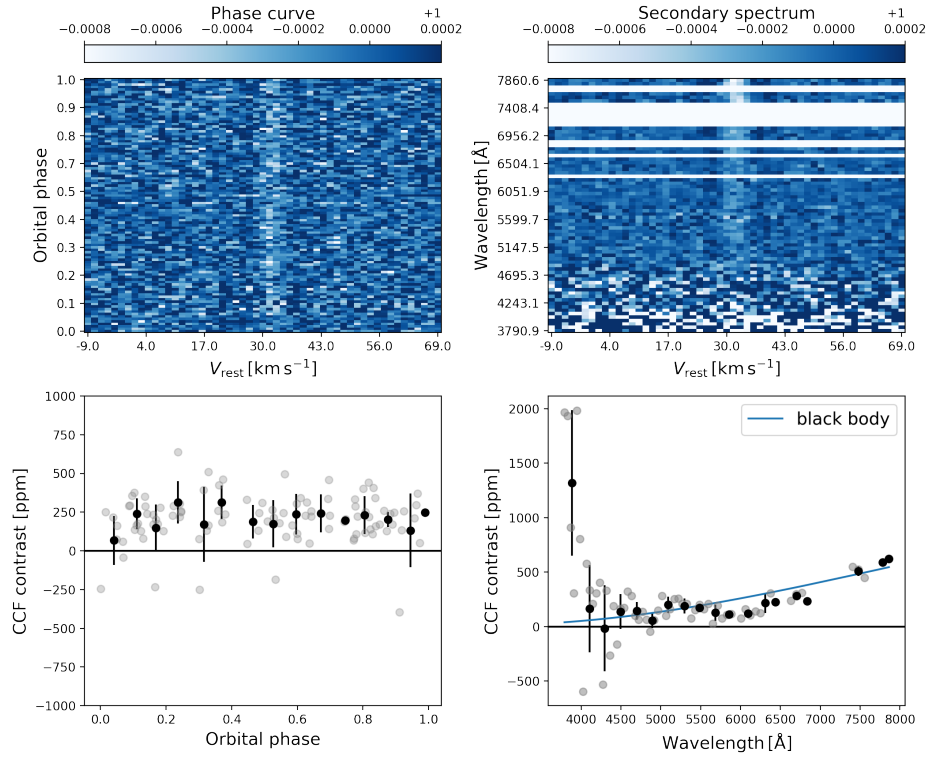 Phase curve
+1
−0.0008 −0.0006 −0.0004 −0.0002 0.0000 0.0002
Orbital phase
1.0
0.9
0.8
0.7
0.5
0.4
0.3
0.2
0.1
0.0
-9.0 4.0 17.0 30.0 43.0 56.0 69.0
V_rest [km s⁻¹]
Secondary spectrum
+1
−0.0008 −0.0006 −0.0004 −0.0002 0.0000 0.0002
Wavelength [Å]
7860.6
7408.4
6956.2
6504.1
6051.9
5599.7
5147.5
4695.3
4243.1
3790.9
-9.0 4.0 17.0 30.0 43.0 56.0 69.0
V_rest [km s⁻¹]
CCF contrast [ppm]
1000
750
500
250
0
−250
−500
−750
−1000
0.0 0.2 0.4 0.6 0.8 1.0
Orbital phase
CCF contrast [ppm]
2000
1500
1000
500
0
−500
black body
4000 4500 5000 5500 6000 6500 7000 7500 8000
Wavelength [Å]